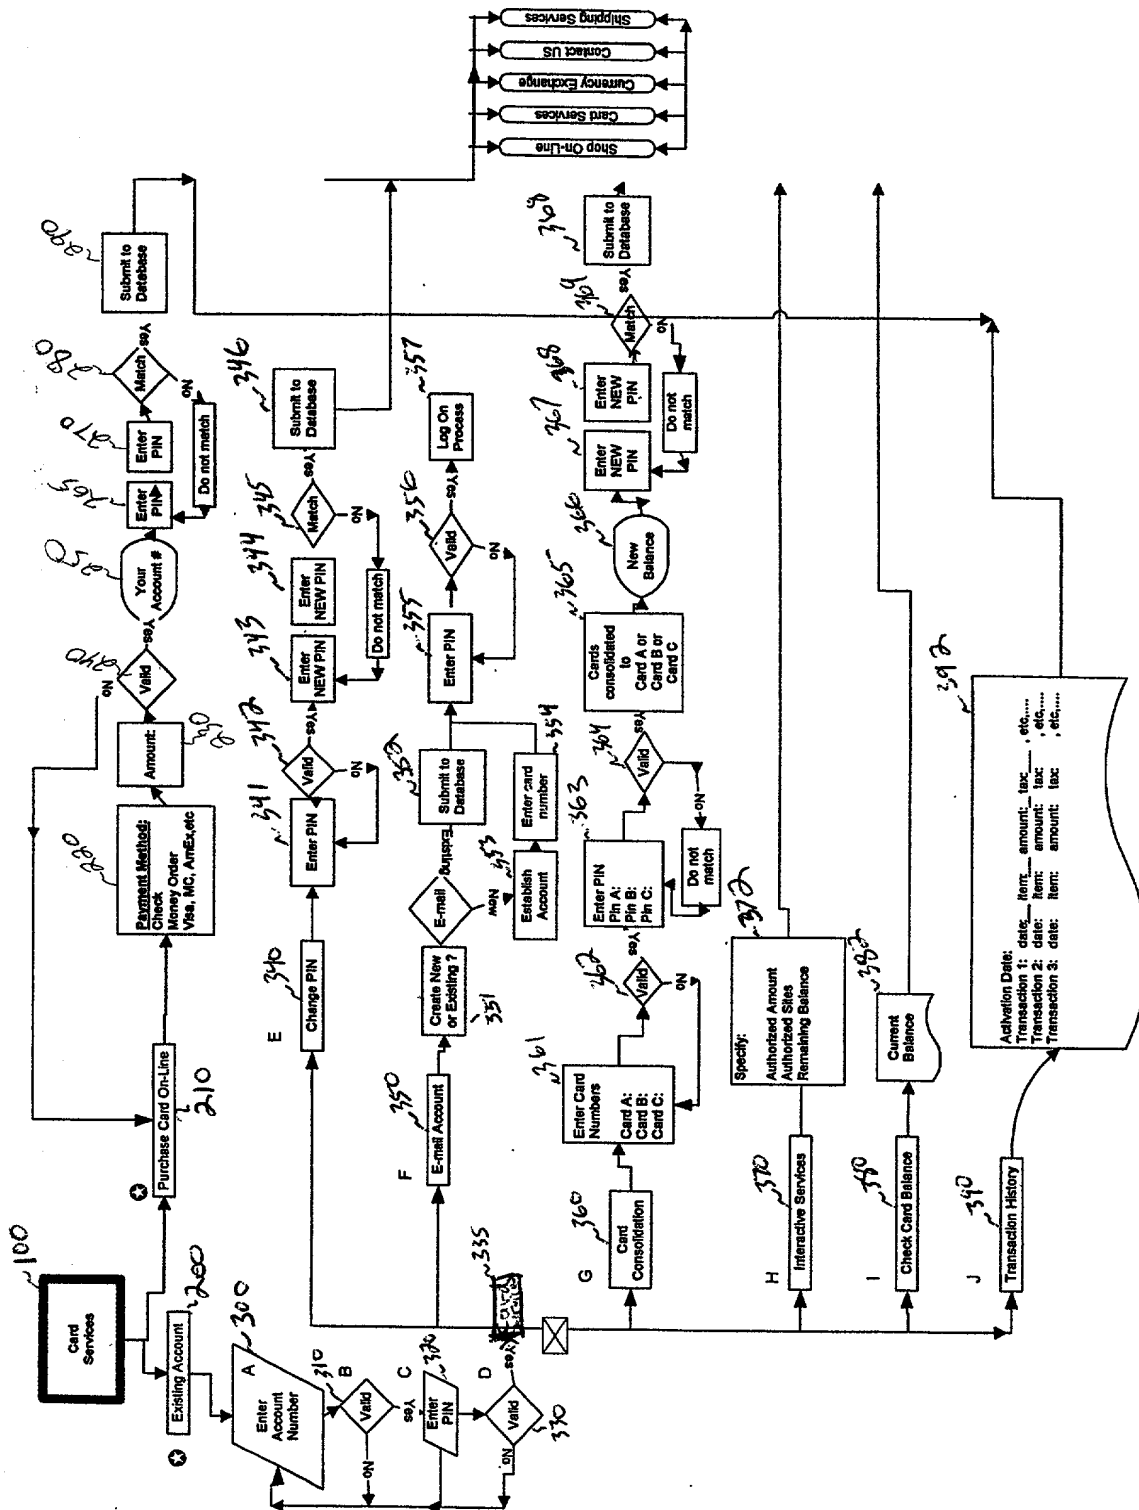 100
Card
Services
200
Existing Account
300
A
Enter
Account
Number
310
B
Valid
No
Yes
C
320
Enter
PIN
D
Valid
330
No
Yes
335
Purchase Card On-Line
210
220
Payment Method:
Check
Money Order
Visa, MC, AmEx,etc
230
Amount:
240
Valid
No
Yes
250
Your
Account #
265
Enter
PIN
270
Enter
PIN
280
Match
Yes
No
Do not match
290
Submit to
Database
E
340
Change PIN
341
Enter PIN
342
Valid
Yes
No
343
Enter
NEW PIN
344
Enter
NEW PIN
345
Match
Yes
No
Do not match
346
Submit to
Database
F
350
E-mail Account
Create New
or Existing ?
351
E-mail
Existing
New
352
Submit to
Database
353
Establish
Account
354
Enter card
number
355
Enter PIN
356
Valid
Yes
No
357
Log On
Process
G
360
Card
Consolidation
361
Enter Card
Numbers
Card A:
Card B:
Card C:
362
Valid
Yes
No
363
Enter PIN
Pin A:
Pin B:
Pin C:
364
Valid
Yes
No
Do not
match
365
Cards
consolidated
to
Card A or
Card B or
Card C
366
New
Balance
367
Enter
NEW
PIN
368
Enter
NEW
PIN
369
Match
Yes
No
Do not
match
Submit to
Database
H
370
Interactive Services
372
Specify:
Authorized Amount
Authorized Sites
Remaining Balance
I
380
Check Card Balance
382
Current
Balance
J
390
Transaction History
392
Activation Date:
Transaction 1: date:__ item:__ amount:__ tax:__ , etc,....
Transaction 2: date: item: amount: tax: , etc,....
Transaction 3: date: item: amount: tax: , etc,....
Shop On-Line
Card Services
Currency Exchange
Contact US
Shipping Services